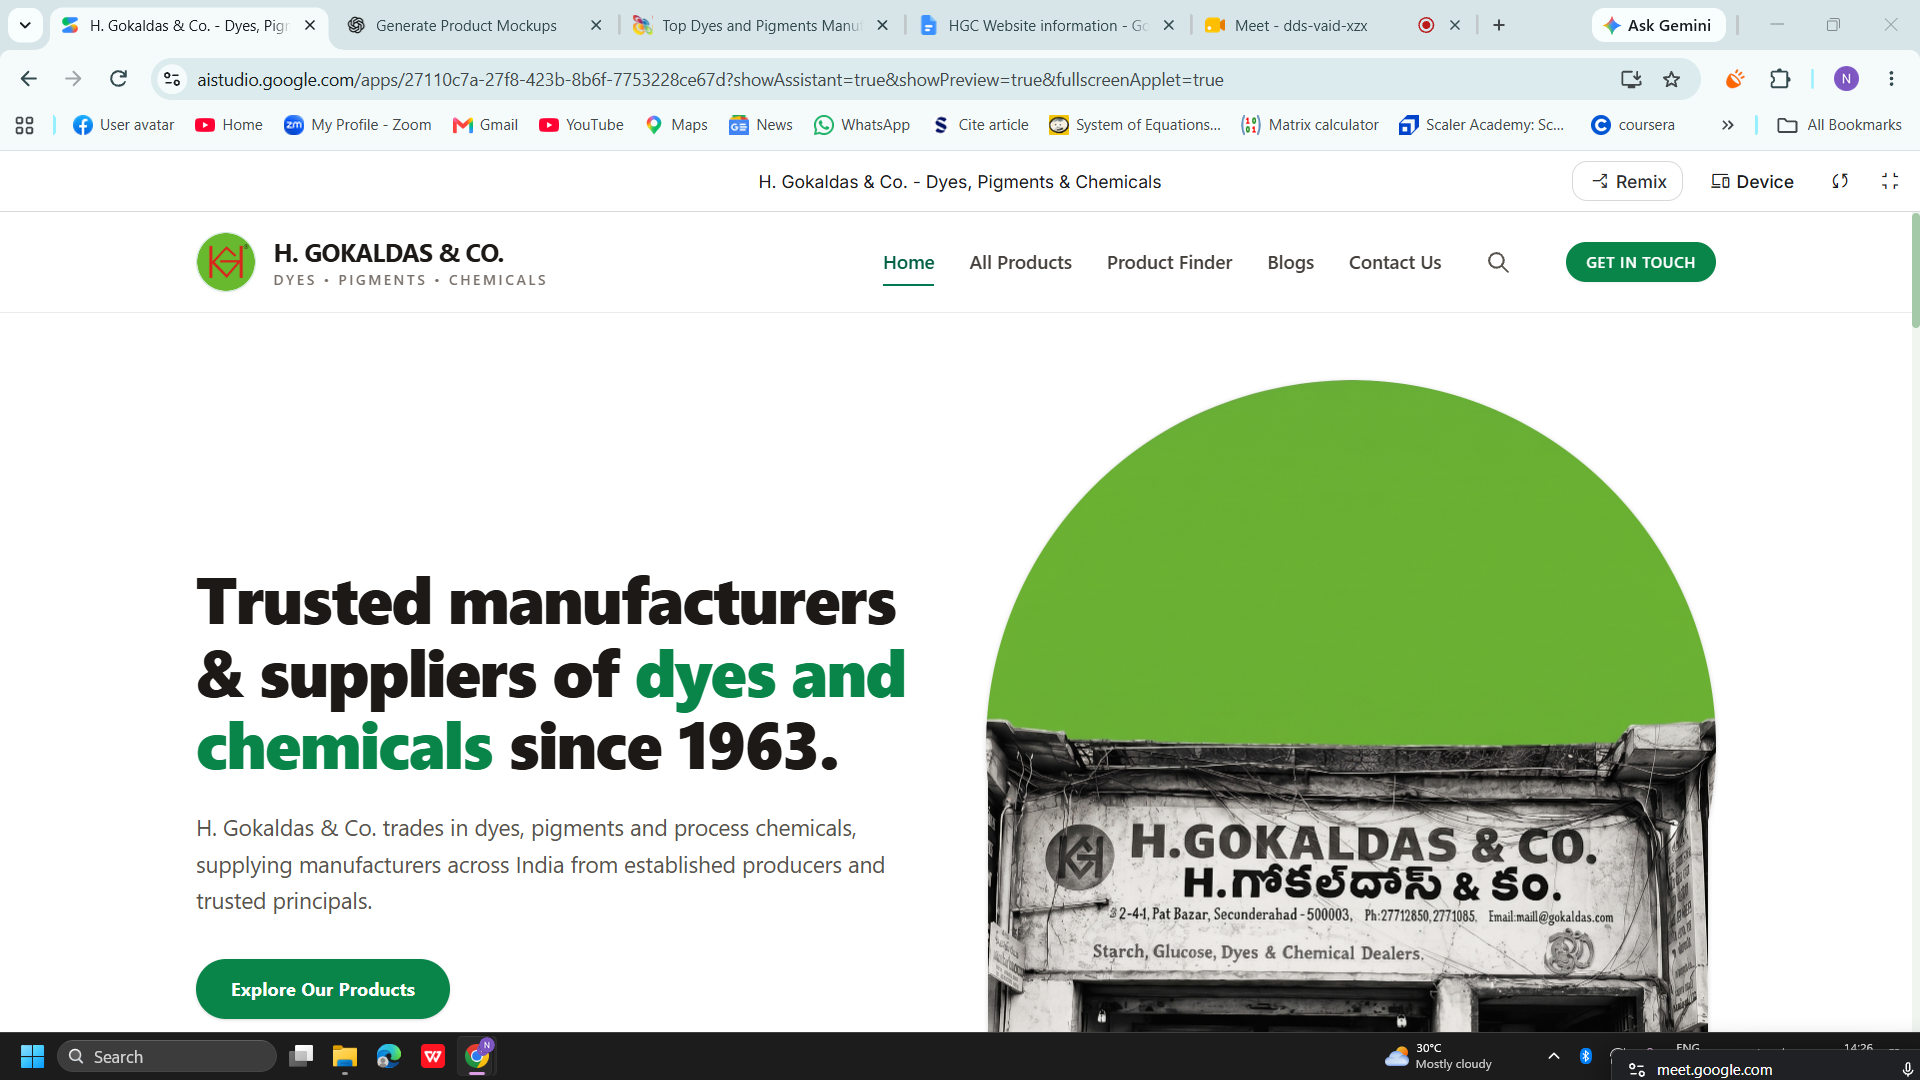 H. Gokaldas & Co. - Dyes, Pign
Generate Product Mockups
Top Dyes and Pigments Manuf
HGC Website information - Go
Meet - dds-vaid-xzx
Ask Gemini
aistudio.google.com/apps/27110c7a-27f8-423b-8b6f-7753228ce67d?showAssistant=true&showPreview=true&fullscreenApplet=true
N
User avatar
Home
My Profile - Zoom
Gmail
YouTube
Maps
News
WhatsApp
Cite article
System of Equations...
Matrix calculator
Scaler Academy: Sc...
coursera
All Bookmarks
H. Gokaldas & Co. - Dyes, Pigments & Chemicals
Remix
Device
H. GOKALDAS & CO.
DYES • PIGMENTS • CHEMICALS
Home
All Products
Product Finder
Blogs
Contact Us
GET IN TOUCH
Trusted manufacturers
& suppliers of dyes and
chemicals since 1963.
H. Gokaldas & Co. trades in dyes, pigments and process chemicals,
supplying manufacturers across India from established producers and
trusted principals.
Explore Our Products
H.GOKALDAS & CO.
H.గోకల్‌దాస్ & కం.
2-4-1, Pat Bazar, Secunderahad - 500003, Ph:27712850, 2771085, Email:maill@gokaldas.com
Starch, Glucose, Dyes & Chemical Dealers.
Search
30°C
Mostly cloudy
ENG
14:26
meet.google.com